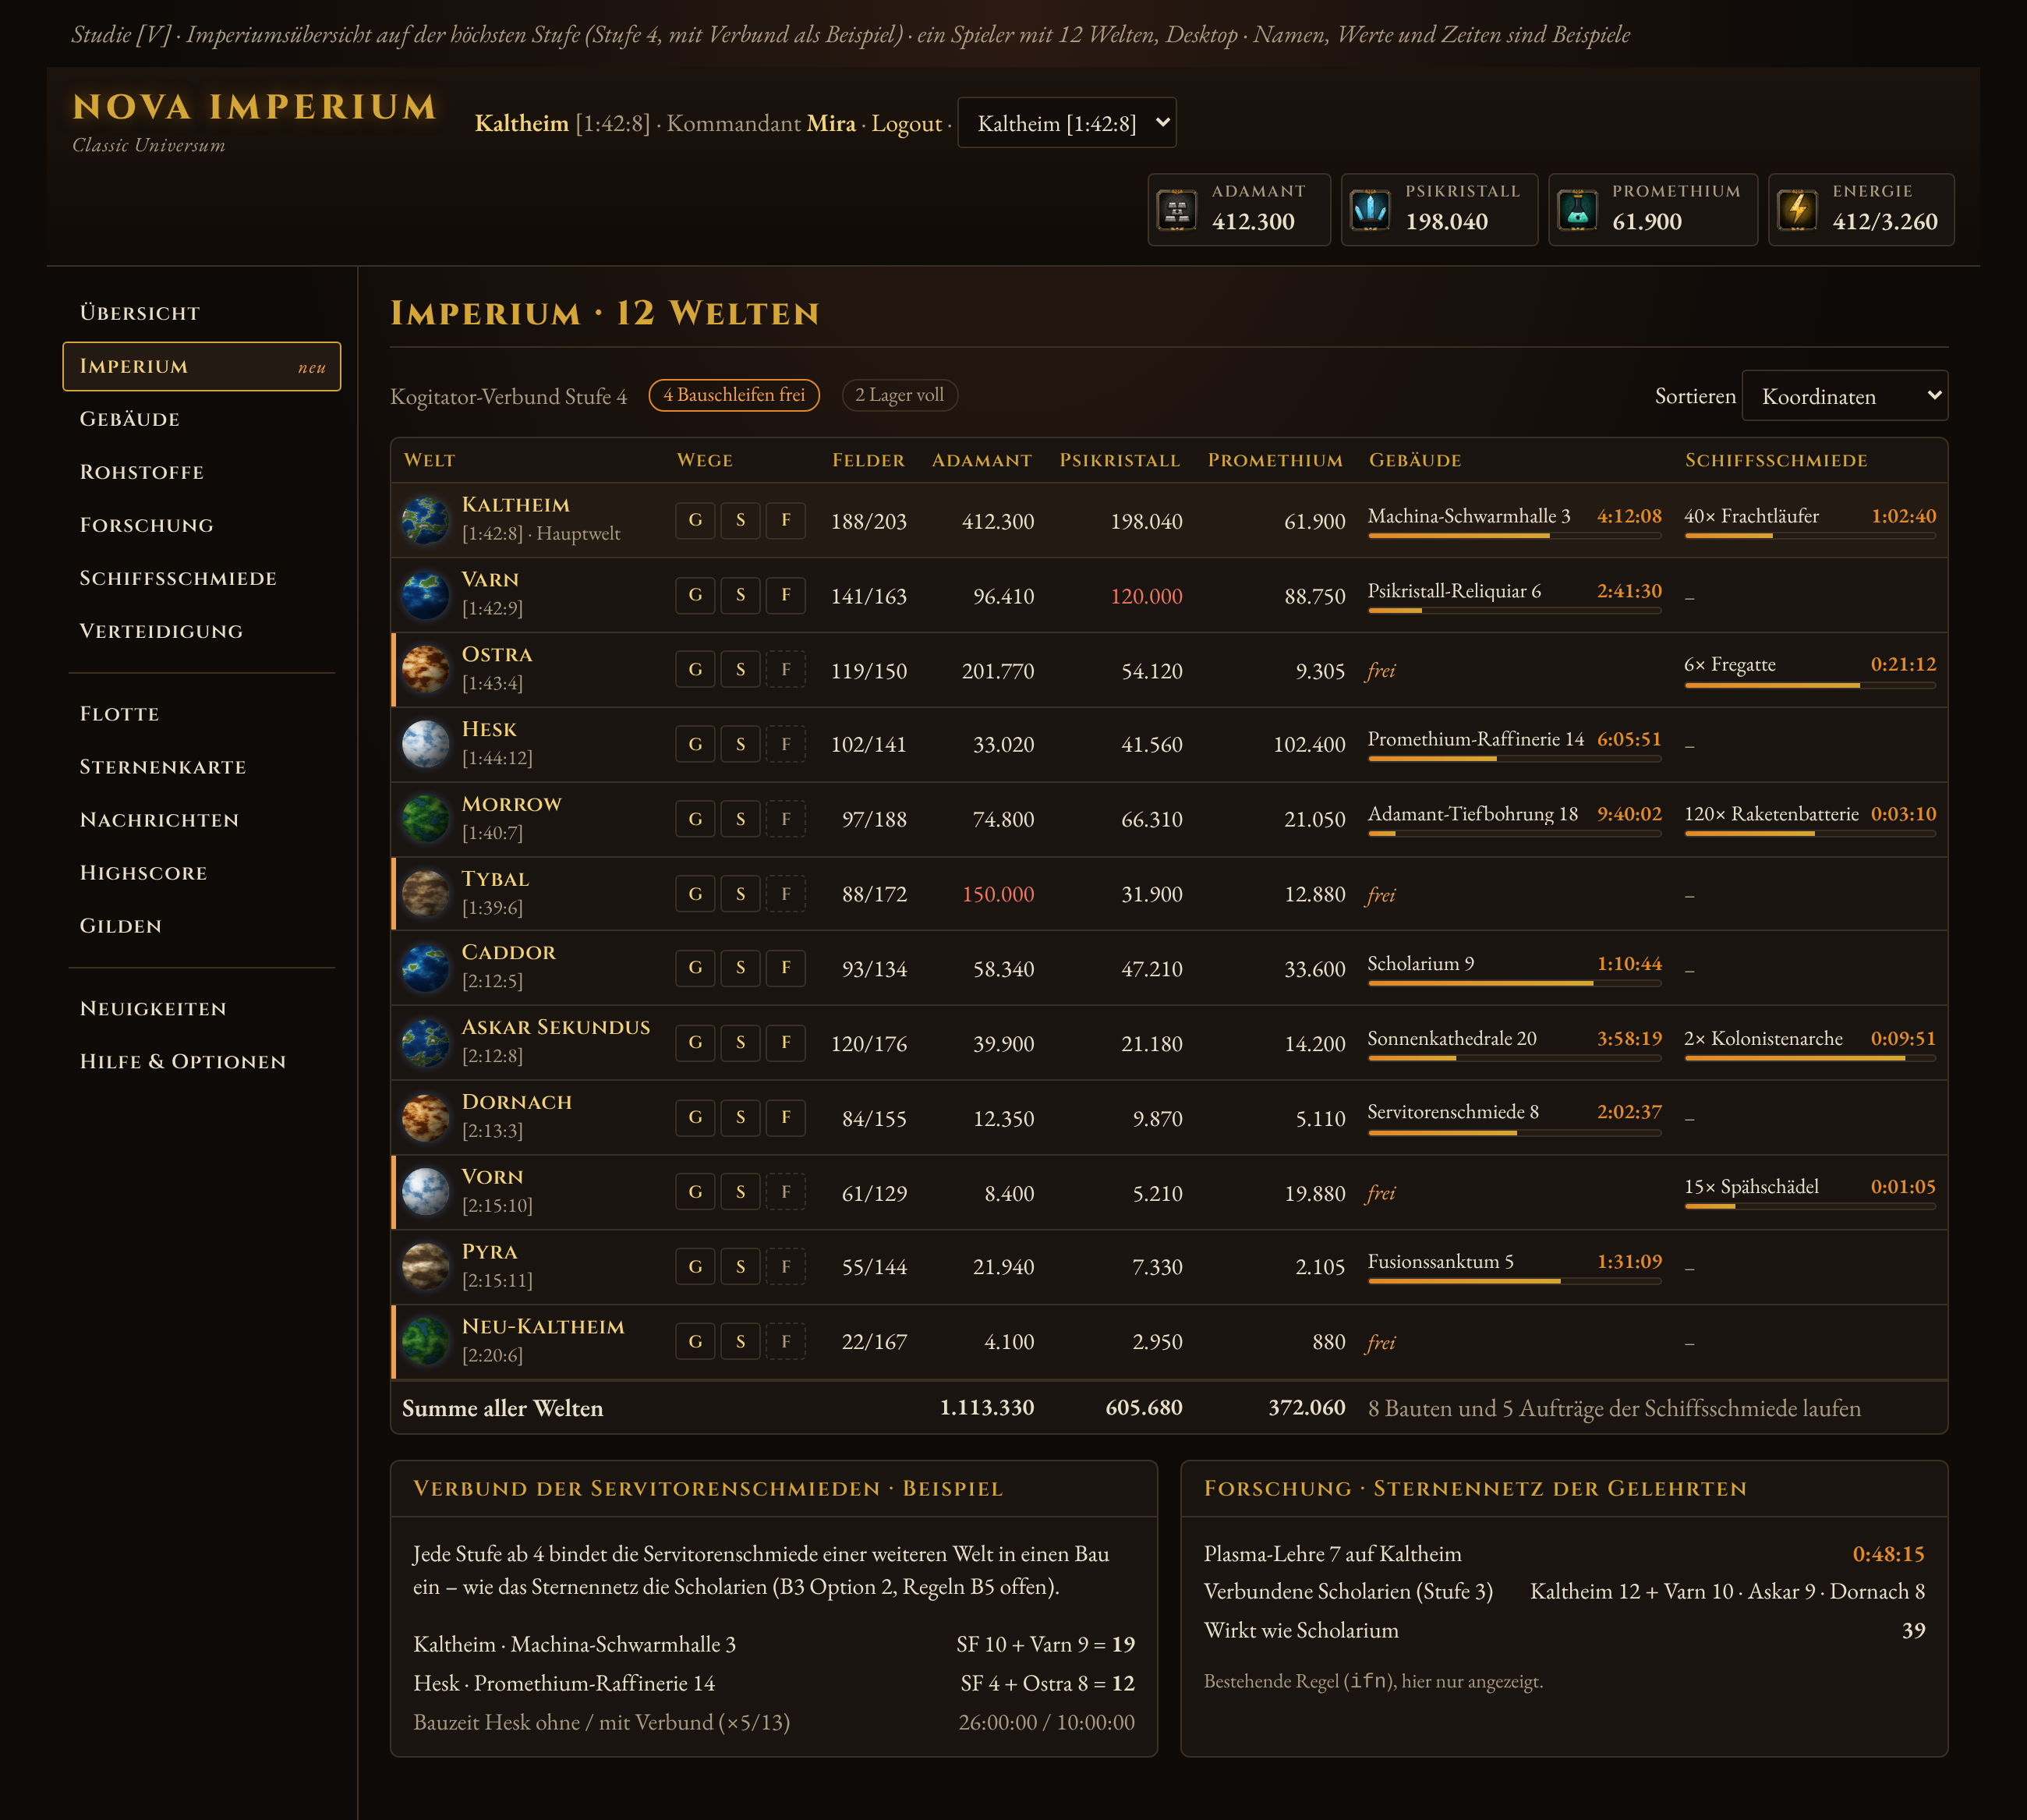 Studie [V] · Imperiumsübersicht auf der höchsten Stufe (Stufe 4, mit Verbund als Beispiel) · ein Spieler mit 12 Welten, Desktop · Namen, Werte und Zeiten sind Beispiele
NOVA IMPERIUM
Classic Universum
Kaltheim [1:42:8] · Kommandant Mira · Logout · Kaltheim [1:42:8]
ADAMANT 412.300
PSIKRISTALL 198.040
PROMETHIUM 61.900
ENERGIE 412/3.260
Übersicht
Imperium neu
Gebäude
Rohstoffe
Forschung
Schiffsschmiede
Verteidigung
Flotte
Sternenkarte
Nachrichten
Highscore
Gilden
Neuigkeiten
Hilfe & Optionen
Imperium · 12 Welten
Kogitator-Verbund Stufe 4 4 Bauschleifen frei 2 Lager voll Sortieren Koordinaten
Welt Wege Felder Adamant Psikristall Promethium Gebäude Schiffsschmiede
Kaltheim G S F 188/203 412.300 198.040 61.900 Machina-Schwarmhalle 3 4:12:08 40× Frachtläufer 1:02:40
[1:42:8] · Hauptwelt
Varn G S F 141/163 96.410 120.000 88.750 Psikristall-Reliquiar 6 2:41:30 –
[1:42:9]
Ostra G S F 119/150 201.770 54.120 9.305 frei 6× Fregatte 0:21:12
[1:43:4]
Hesk G S F 102/141 33.020 41.560 102.400 Promethium-Raffinerie 14 6:05:51 –
[1:44:12]
Morrow G S F 97/188 74.800 66.310 21.050 Adamant-Tiefbohrung 18 9:40:02 120× Raketenbatterie 0:03:10
[1:40:7]
Tybal G S F 88/172 150.000 31.900 12.880 frei –
[1:39:6]
Caddor G S F 93/134 58.340 47.210 33.600 Scholarium 9 1:10:44 –
[2:12:5]
Askar Sekundus G S F 120/176 39.900 21.180 14.200 Sonnenkathedrale 20 3:58:19 2× Kolonistenarche 0:09:51
[2:12:8]
Dornach G S F 84/155 12.350 9.870 5.110 Servitorenschmiede 8 2:02:37 –
[2:13:3]
Vorn G S F 61/129 8.400 5.210 19.880 frei 15× Spähschädel 0:01:05
[2:15:10]
Pyra G S F 55/144 21.940 7.330 2.105 Fusionssanktum 5 1:31:09 –
[2:15:11]
Neu-Kaltheim G S F 22/167 4.100 2.950 880 frei –
[2:20:6]
Summe aller Welten 1.113.330 605.680 372.060 8 Bauten und 5 Aufträge der Schiffsschmiede laufen
Verbund der Servitorenschmieden · Beispiel
Jede Stufe ab 4 bindet die Servitorenschmiede einer weiteren Welt in einen Bau
ein – wie das Sternennetz die Scholarien (B3 Option 2, Regeln B5 offen).
Kaltheim · Machina-Schwarmhalle 3 SF 10 + Varn 9 = 19
Hesk · Promethium-Raffinerie 14 SF 4 + Ostra 8 = 12
Bauzeit Hesk ohne / mit Verbund (×5/13) 26:00:00 / 10:00:00
Forschung · Sternennetz der Gelehrten
Plasma-Lehre 7 auf Kaltheim 0:48:15
Verbundene Scholarien (Stufe 3) Kaltheim 12 + Varn 10 · Askar 9 · Dornach 8
Wirkt wie Scholarium 39
Bestehende Regel (ifn), hier nur angezeigt.